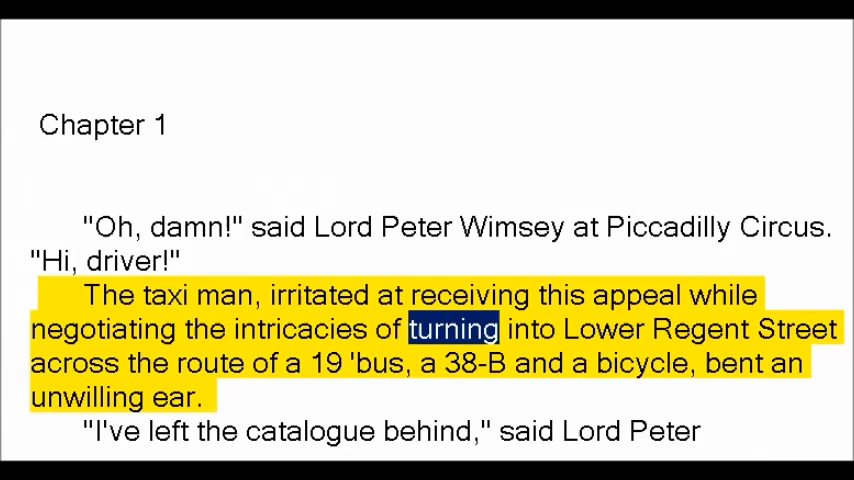 Chapter 1
"Oh, damn!" said Lord Peter Wimsey at Piccadilly Circus.
"Hi, driver!"
The taxi man, irritated at receiving this appeal while
negotiating the intricacies of turning into Lower Regent Street
across the route of a 19 'bus, a 38-B and a bicycle, bent an
unwilling ear.
"I've left the catalogue behind," said Lord Peter